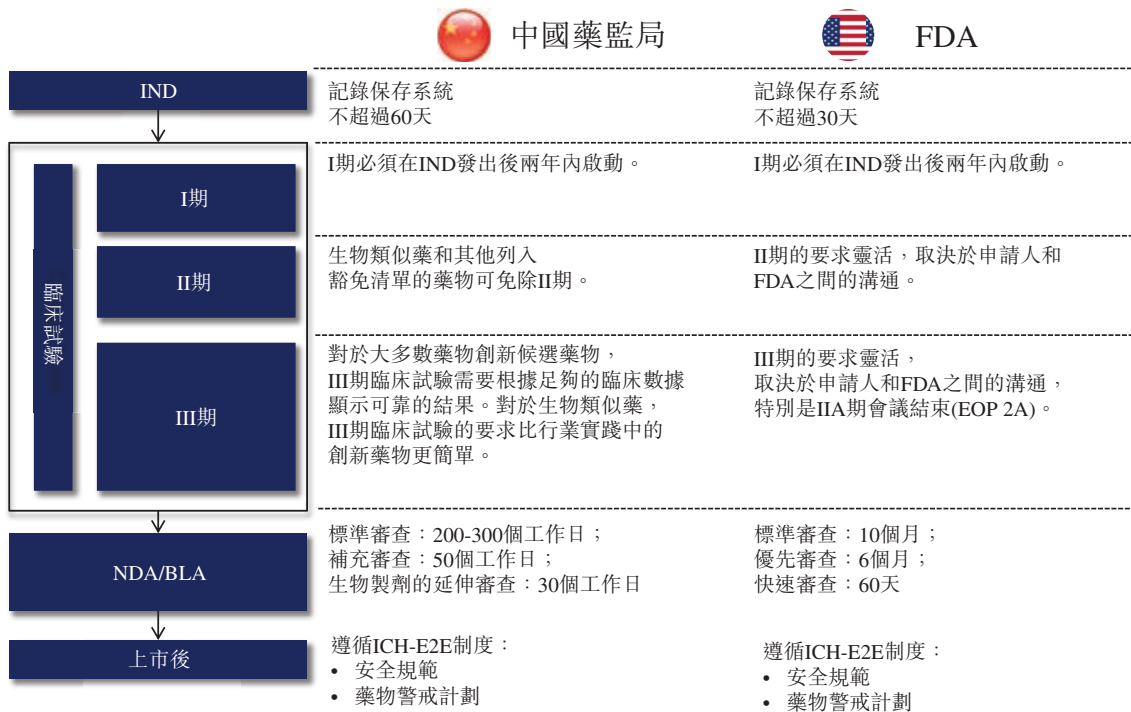 中國藥監局
FDA
IND
記錄保存系統
不超過60天
記錄保存系統
不超過30天
臨床試驗
I期
I期必須在IND發出後兩年內啟動。
I期必須在IND發出後兩年內啟動。
II期
生物類似藥和其他列入
豁免清單的藥物可免除II期。
II期的要求靈活,取決於申請人和
FDA之間的溝通。
III期
對於大多數藥物創新候選藥物,
III期臨床試驗需要根據足夠的臨床數據
顯示可靠的結果。對於生物類似藥,
III期臨床試驗的要求比行業實踐中的
創新藥物更簡單。
III期的要求靈活,
取決於申請人和FDA之間的溝通,
特別是IIA期會議結束(EOP 2A)。
NDA/BLA
標準審查:200-300個工作日;
補充審查:50個工作日;
生物製劑的延伸審查:30個工作日
標準審查:10個月;
優先審查:6個月;
快速審查:60天
上市後
遵循ICH-E2E制度:
• 安全規範
• 藥物警戒計劃
遵循ICH-E2E制度:
• 安全規範
• 藥物警戒計劃